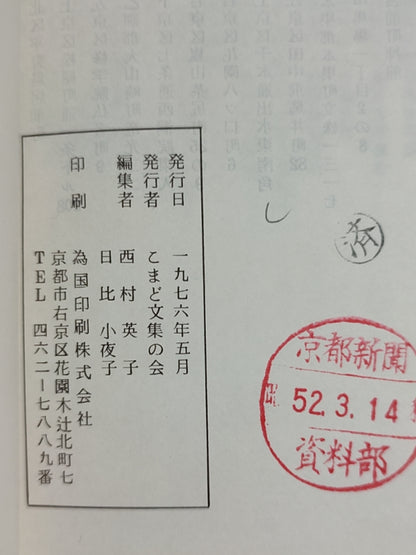 発行日 一九七六年五月
発行者 こまど文集の会
編集者 西村英子
日比小夜子
印刷 為国印刷株式会社
京都市右京区花園木辻北町七
TEL 四六二ー七八八九番
済
京都新聞
52.3.14
資料部